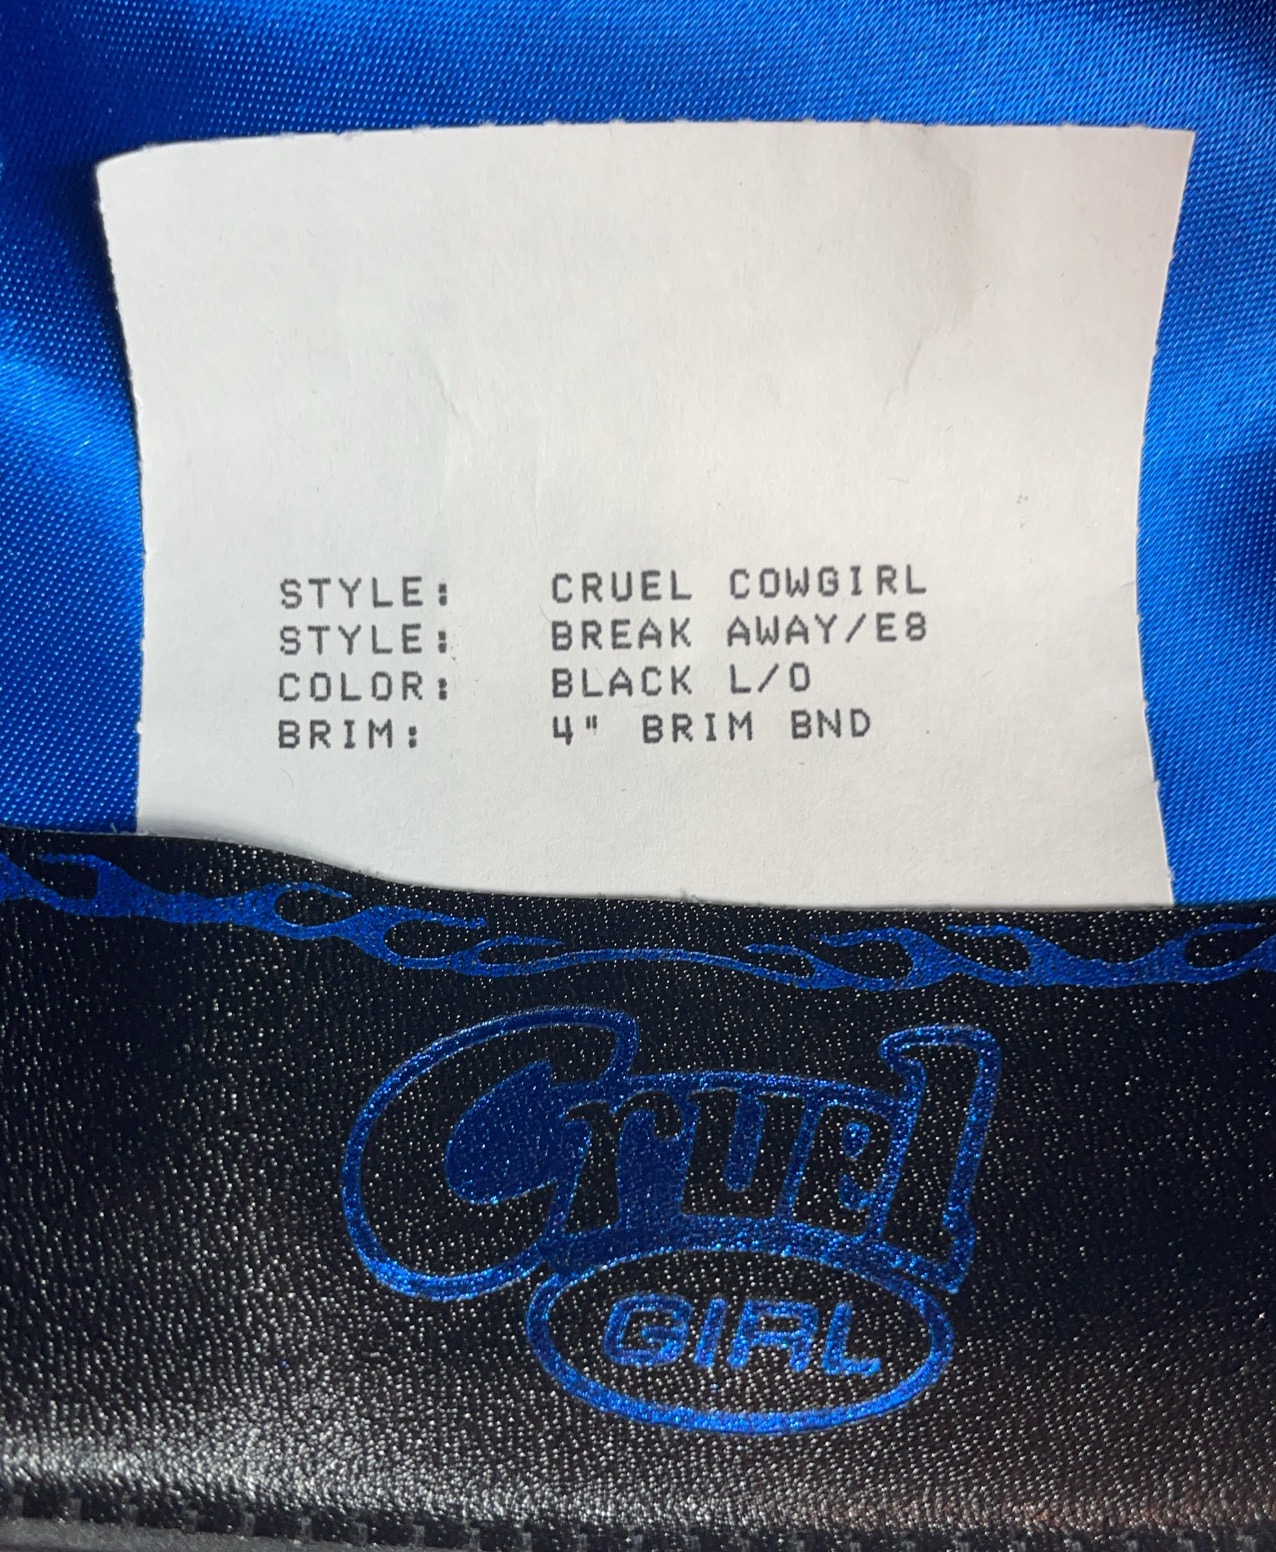 STYLE: CRUEL COWGIRL
STYLE: BREAK AWAY/E8
COLOR: BLACK L/O
BRIM: 4" BRIM BND
Cruel
GIRL